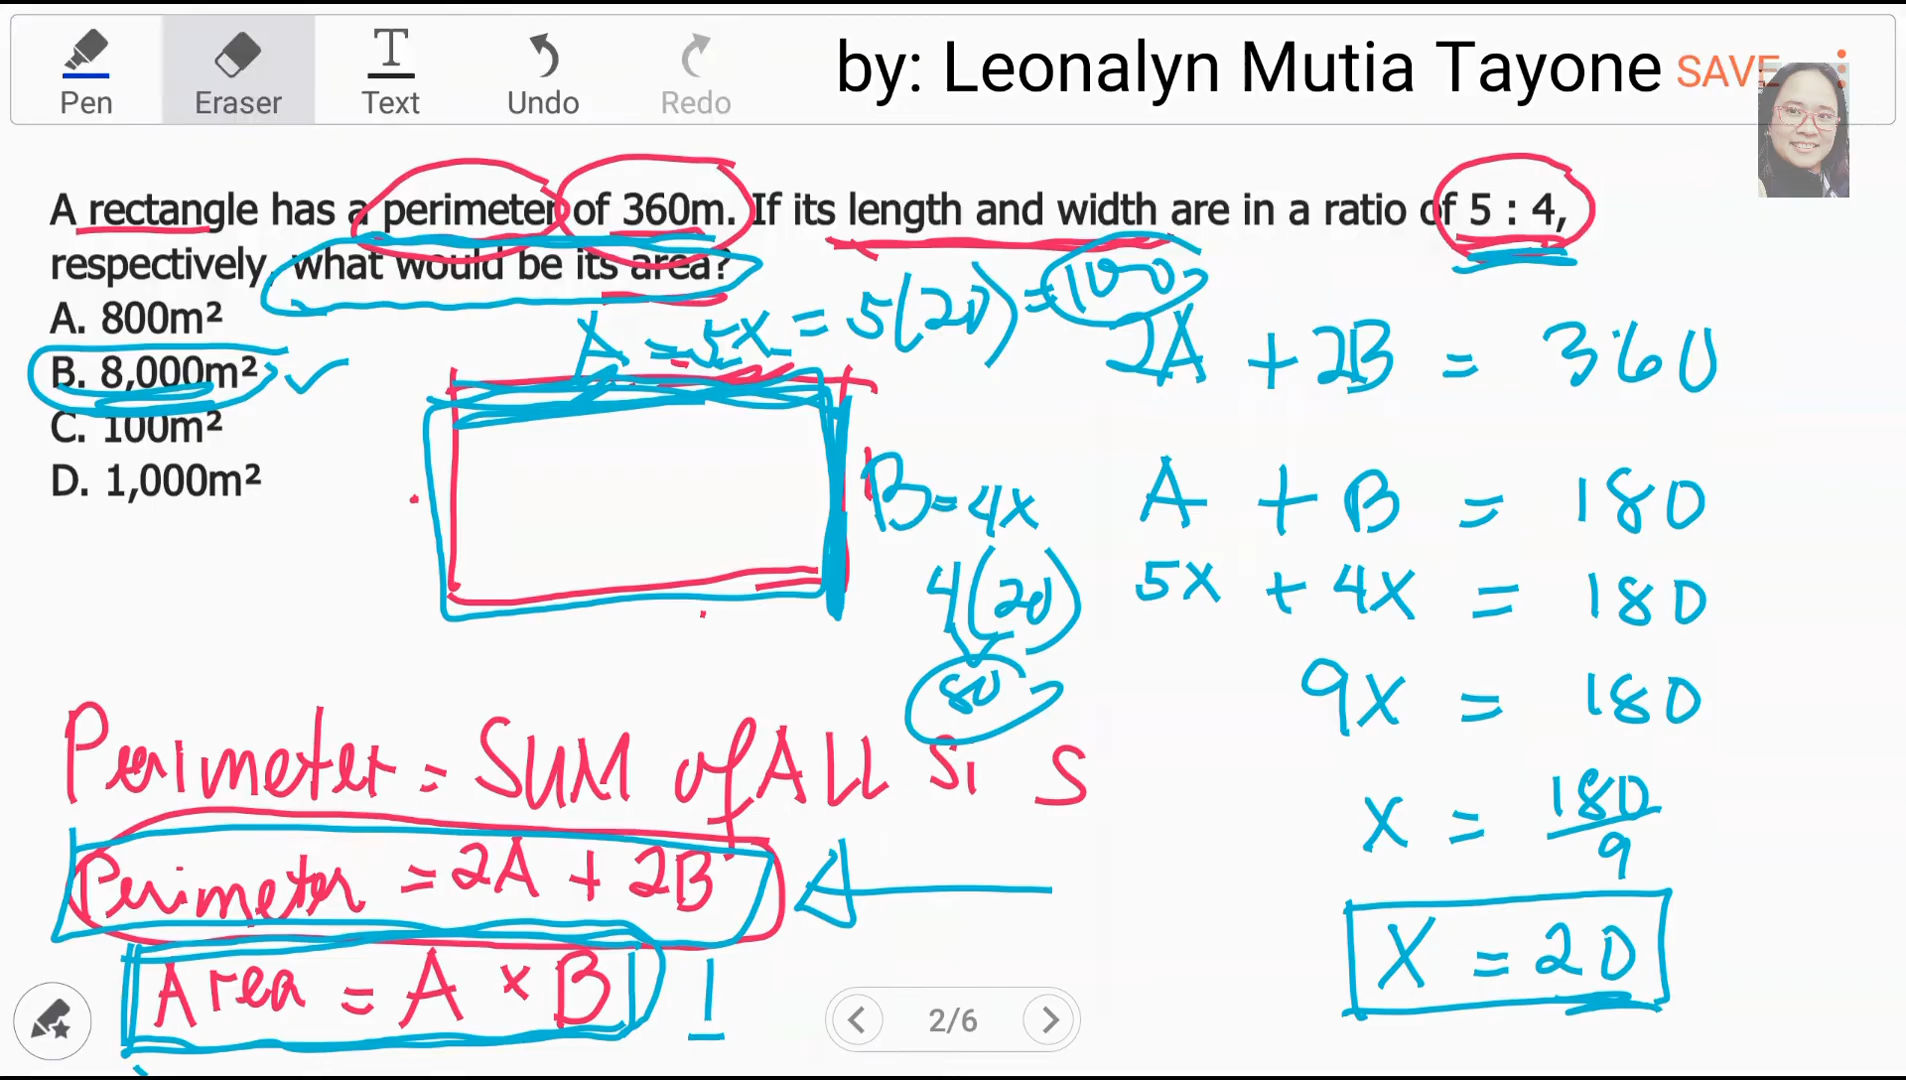 Pen
Eraser
Text
Undo
Redo
by: Leonalyn Mutia Tayone
SAVE
A rectangle has a perimeter of 360m. If its length and width are in a ratio of 5 : 4,
respectively, what would be its area?
A. 800m²
B. 8,000m²
C. 100m²
D. 1,000m²
A = 5x = 5(20) = 100
B = 4x
4(20)
80
2A + 2B = 360
A + B = 180
5x + 4x = 180
9x = 180
x = 180/9
x = 20
Perimeter = SUM of ALL Si S
Perimeter = 2A + 2B
Area = A × B
2/6